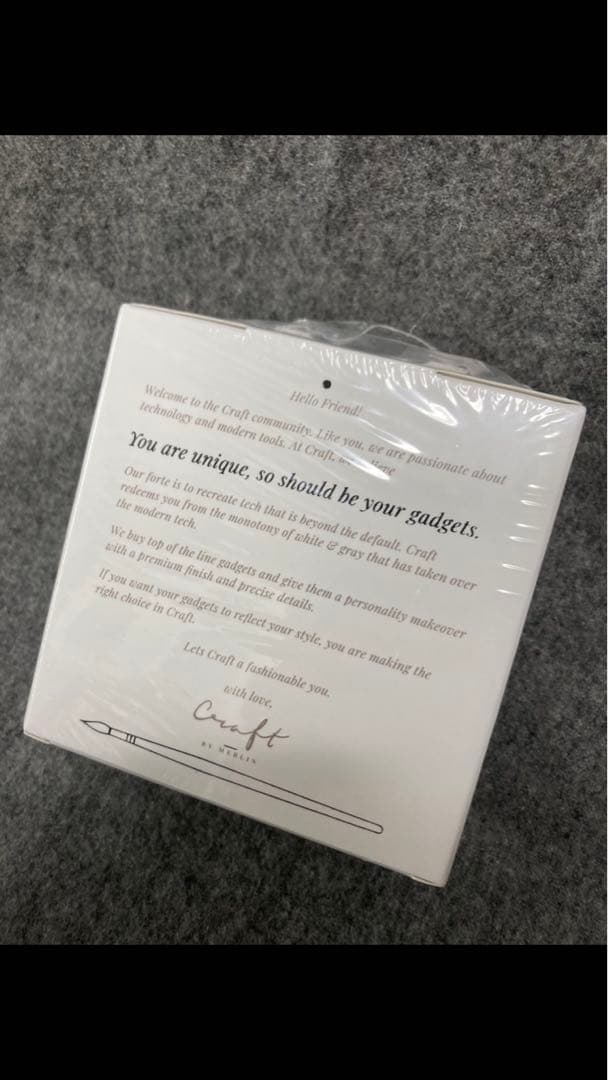 Hello Friend!
Welcome to the Craft community. Like you, we are passionate about
technology and modern tools. At Craft,
You are unique, so should be your gadgets.
Our forte is to recreate tech that is beyond the default. Craft
redeems you from the monotony of white & gray that has taken over
the modern tech.
We buy top of the line gadgets and give them a personality makeover
with a premium finish and precise details.
If you want your gadgets to reflect your style, you are making the
right choice in Craft.
Lets Craft a fashionable you.
with love,
Craft
BY MERLIN